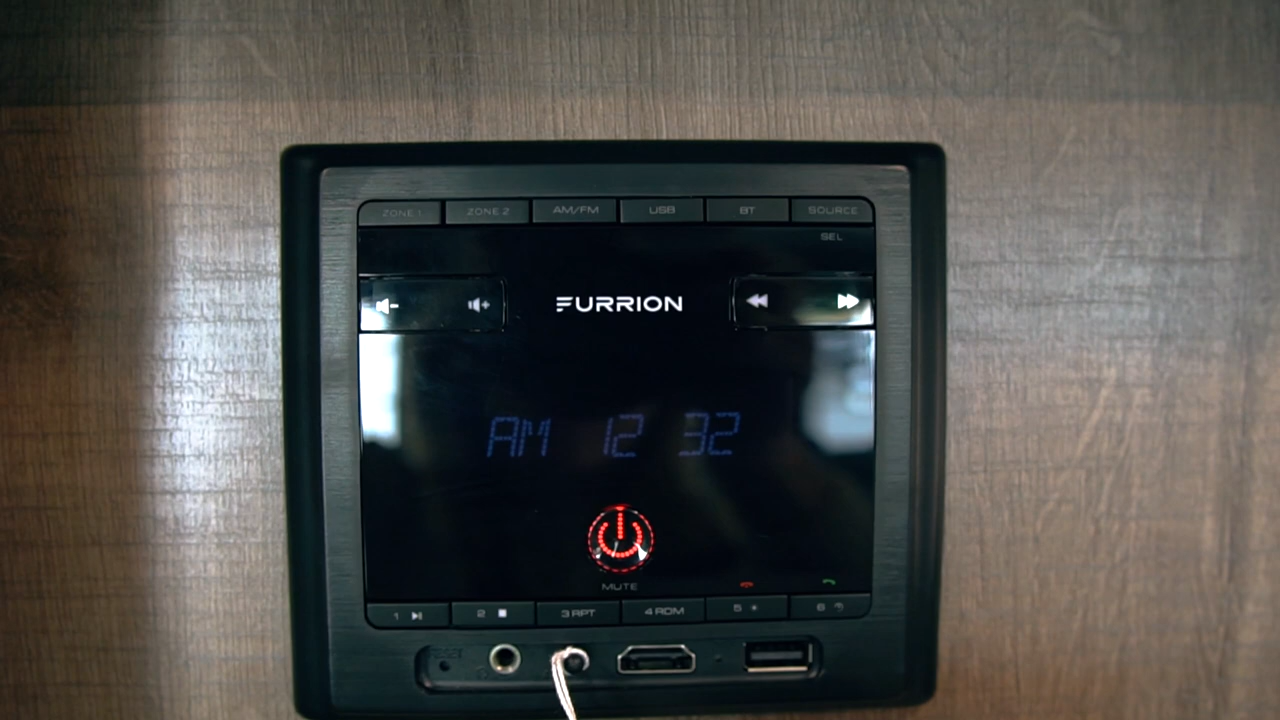 ZONE 1 ZONE 2 AM/FM USB BT SOURCE
SEL
FURRION
AM 12 32
MUTE
1 2 3 RPT 4 RDM 5 6
RESET